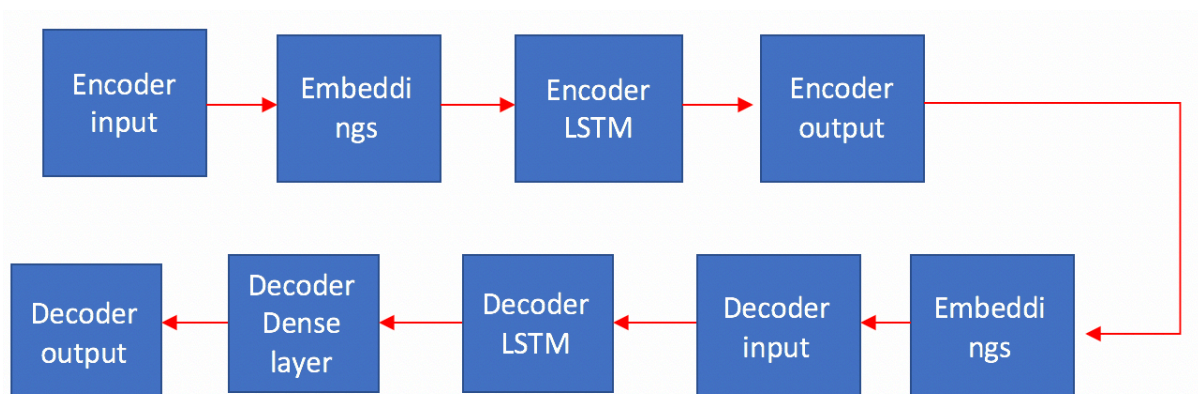 Encoder
input
Embeddi
ngs
Encoder
LSTM
Encoder
output
Decoder
output
Decoder
Dense
layer
Decoder
LSTM
Decoder
input
Embeddi
ngs